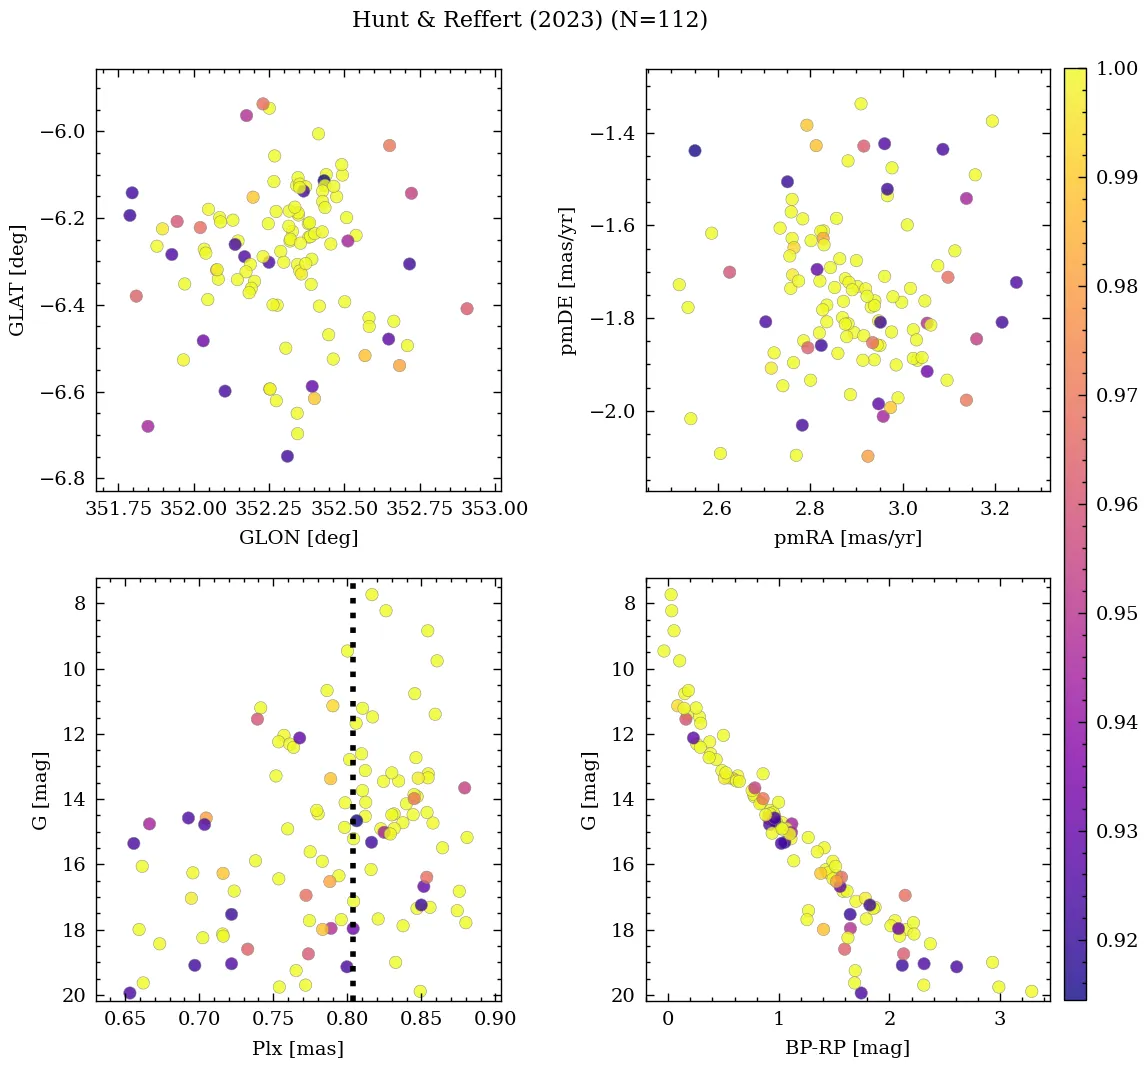 Hunt & Reffert (2023) (N=112)
−6.0
−6.2
−6.4
−6.6
−6.8
GLAT [deg]
351.75 352.00 352.25 352.50 352.75 353.00
GLON [deg]
−1.4
−1.6
−1.8
−2.0
pmDE [mas/yr]
2.6 2.8 3.0 3.2
pmRA [mas/yr]
8
10
12
14
16
18
20
G [mag]
0.65 0.70 0.75 0.80 0.85 0.90
Plx [mas]
8
10
12
14
16
18
20
G [mag]
0 1 2 3
BP-RP [mag]
1.00
0.99
0.98
0.97
0.96
0.95
0.94
0.93
0.92